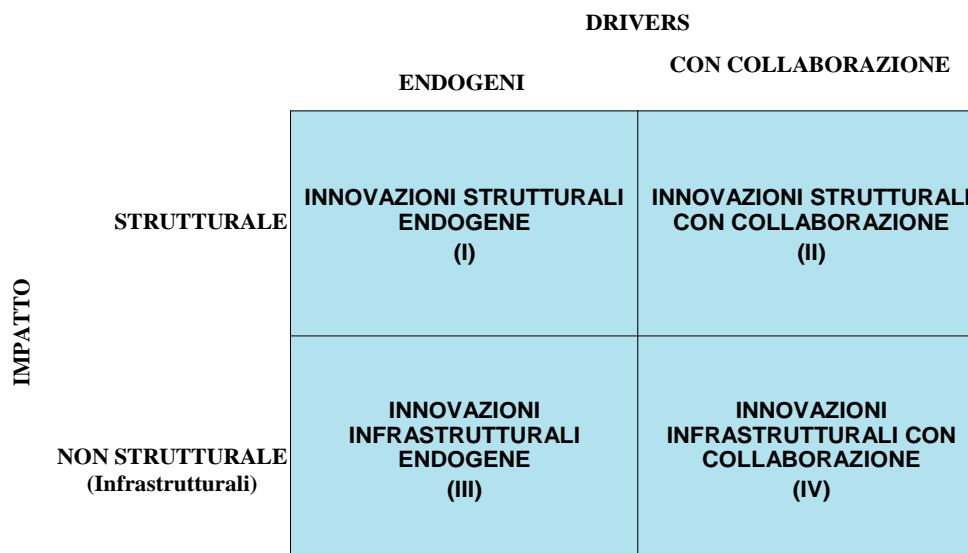 DRIVERS
ENDOGENI
CON COLLABORAZIONE
IMPATTO
STRUTTURALE
INNOVAZIONI STRUTTURALI
ENDOGENE
(I)
INNOVAZIONI STRUTTURALI
CON COLLABORAZIONE
(II)
NON STRUTTURALE
(Infrastrutturali)
INNOVAZIONI
INFRASTRUTTURALI
ENDOGENE
(III)
INNOVAZIONI
INFRASTRUTTURALI CON
COLLABORAZIONE
(IV)